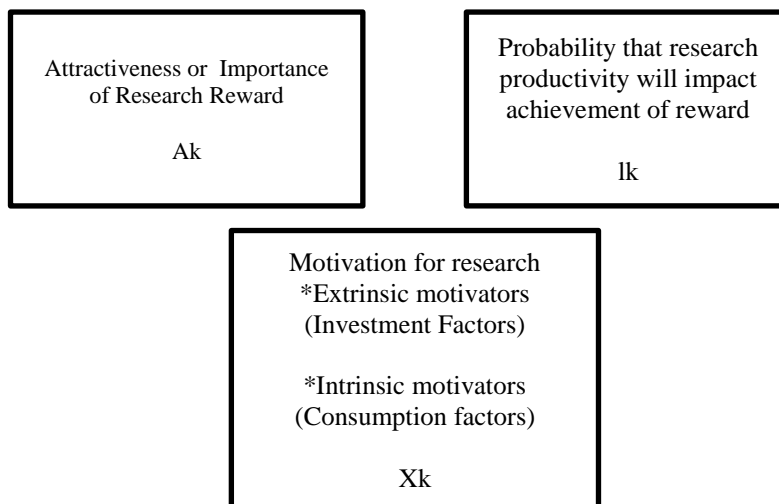 Attractiveness or Importance
of Research Reward
Ak
Probability that research
productivity will impact
achievement of reward
lk
Motivation for research
*Extrinsic motivators
(Investment Factors)
*Intrinsic motivators
(Consumption factors)
Xk